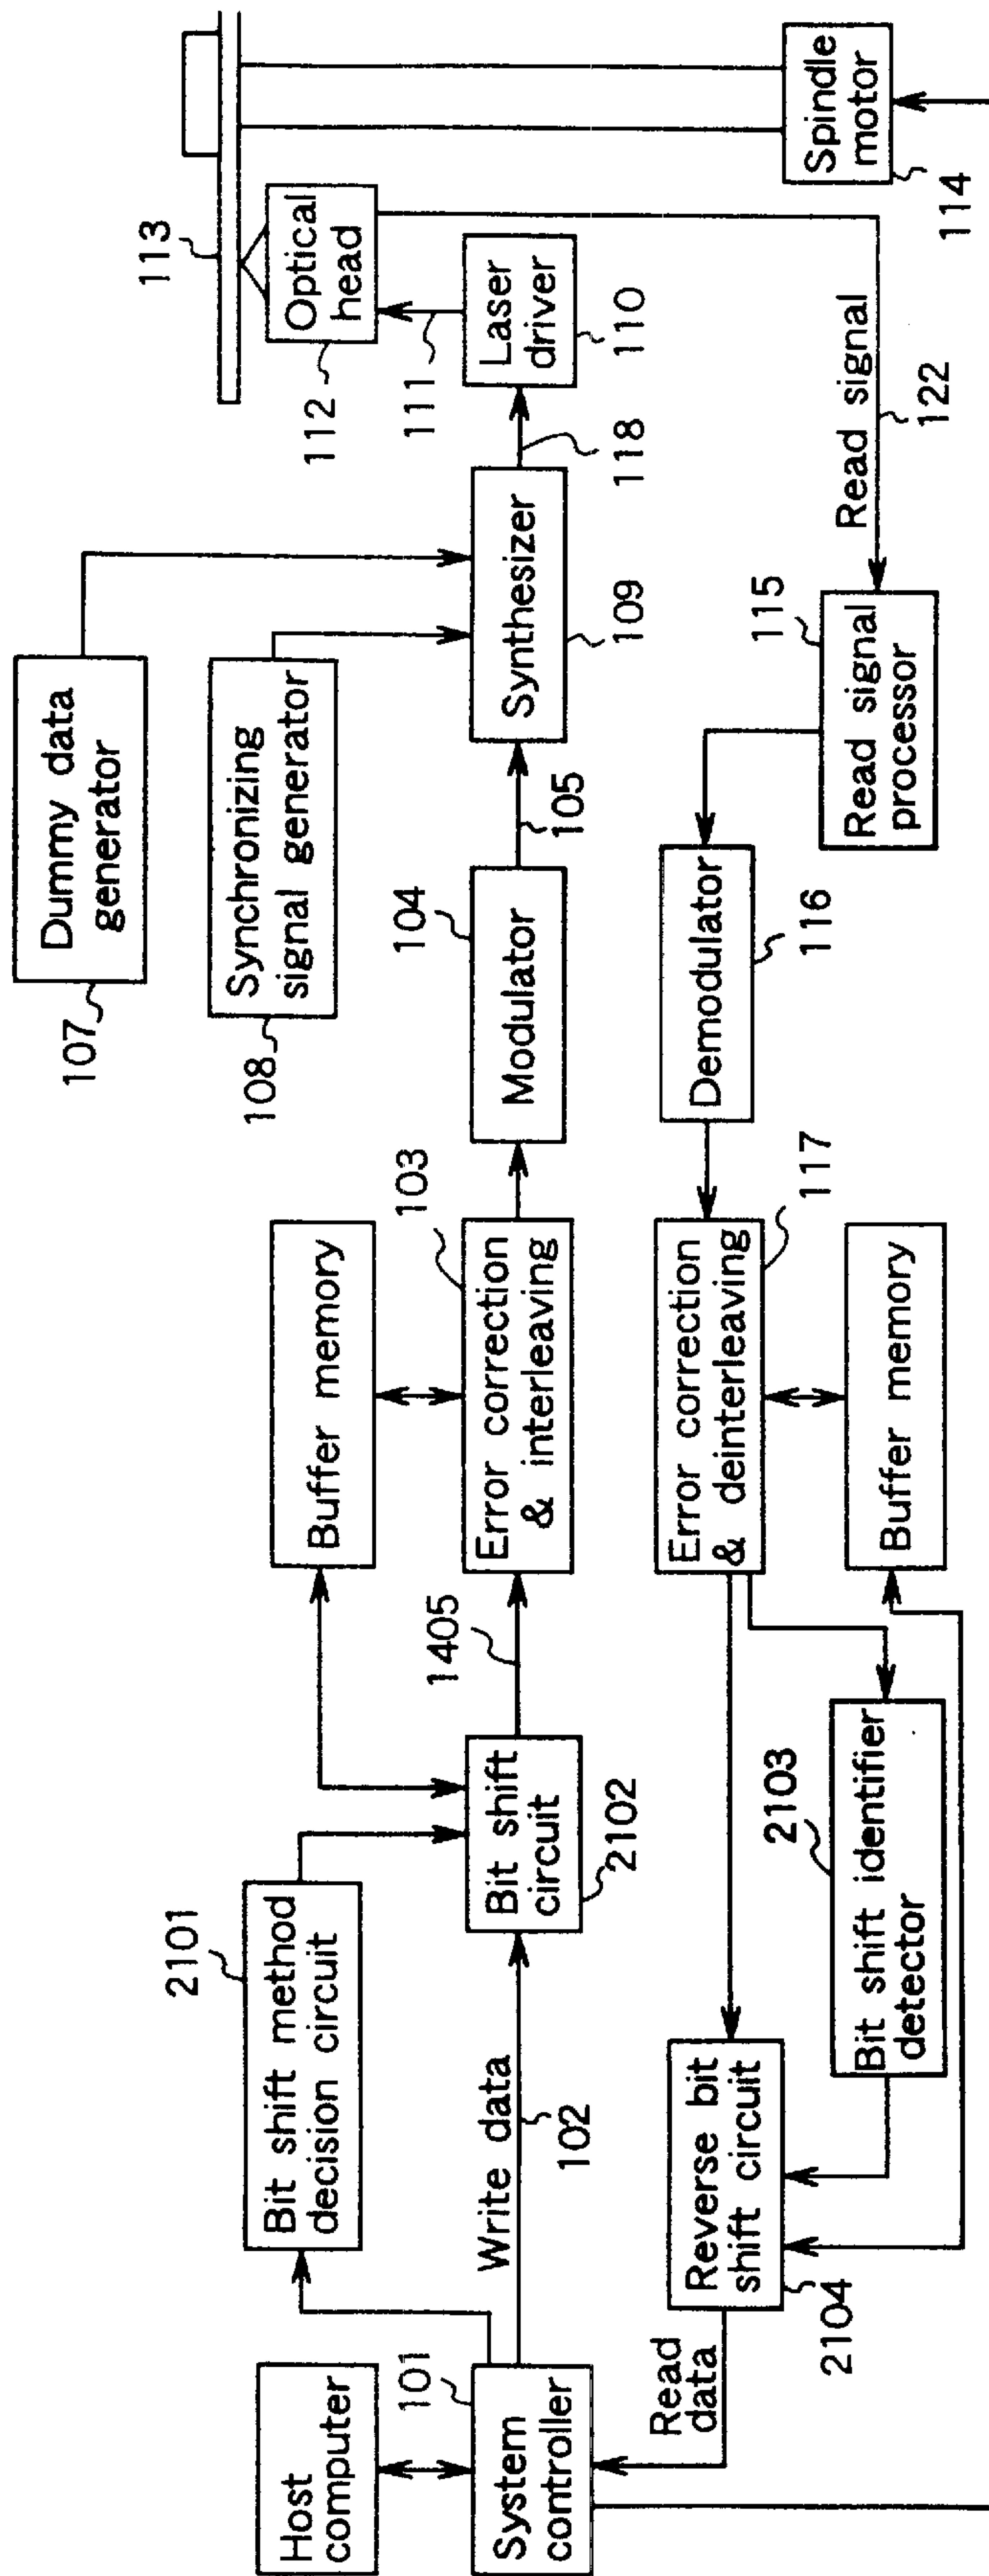 Host
computer
101
System
controller
2101
Bit shift method
decision circuit
Write data
102
Bit shift
circuit
2102
1405
Buffer memory
103
Error correction
& interleaving
104
Modulator
105
Dummy data
generator
107
Synchronizing
signal generator
108
Synthesizer
109
118
Laser
driver
110
111
Optical
head
112
113
Spindle
motor
114
Read signal
122
115
Read signal
processor
Demodulator
116
117
Error correction
& deinterleaving
Buffer memory
2103
Bit shift identifier
detector
Reverse bit
shift circuit
2104
Read
data